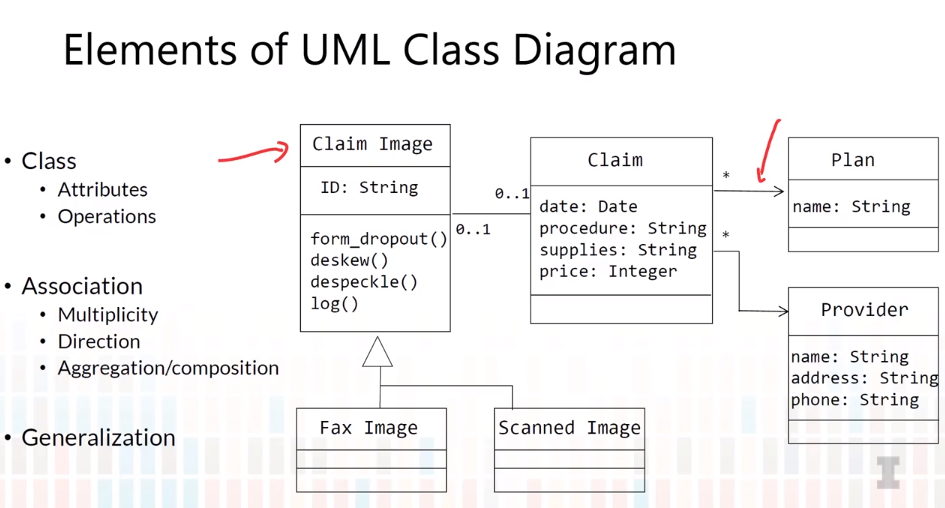 Elements of UML Class Diagram
• Class
• Attributes
• Operations
• Association
• Multiplicity
• Direction
• Aggregation/composition
• Generalization
Claim Image
ID: String
form_dropout()
deskew()
despeckle()
log()
0..1
0..1
Claim
date: Date
procedure: String
supplies: String
price: Integer
*
*
Plan
name: String
Provider
name: String
address: String
phone: String
Fax Image
Scanned Image
I